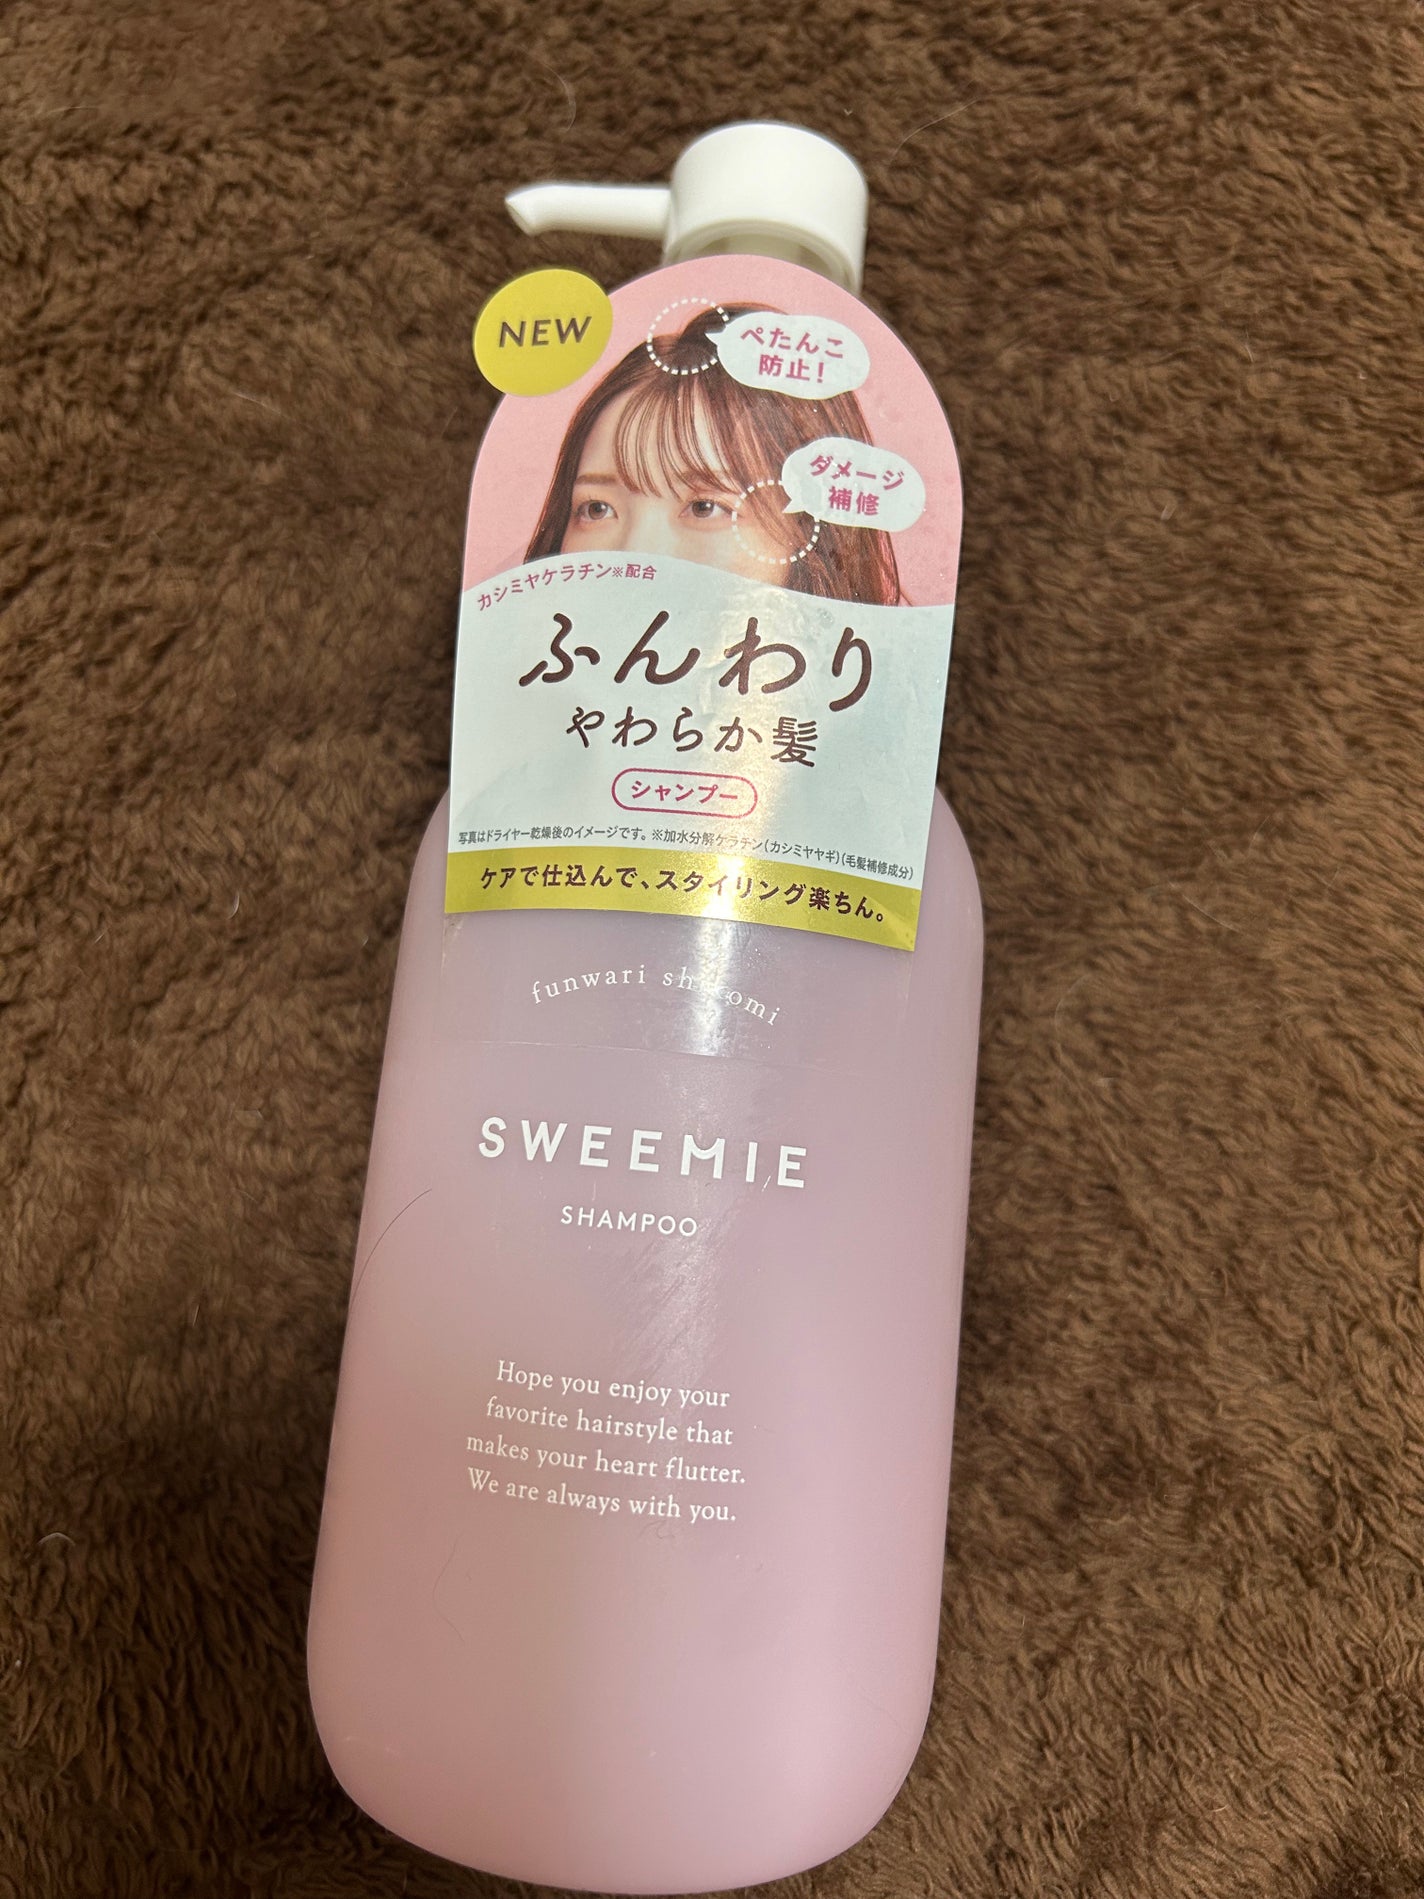 NEW
ぺたんこ
防止!
ダメージ
補修
カシミヤケラチン※配合
ふんわり
やわらか髪
シャンプー
写真はドライヤー乾燥後のイメージです。※加水分解ケラチン(カシミヤヤギ)(毛髪補修成分)
ケアで仕込んで、スタイリング楽ちん。
funwari shikomi
SWEEMIE
SHAMPOO
Hope you enjoy your
favorite hairstyle that
makes your heart flutter.
We are always with you.